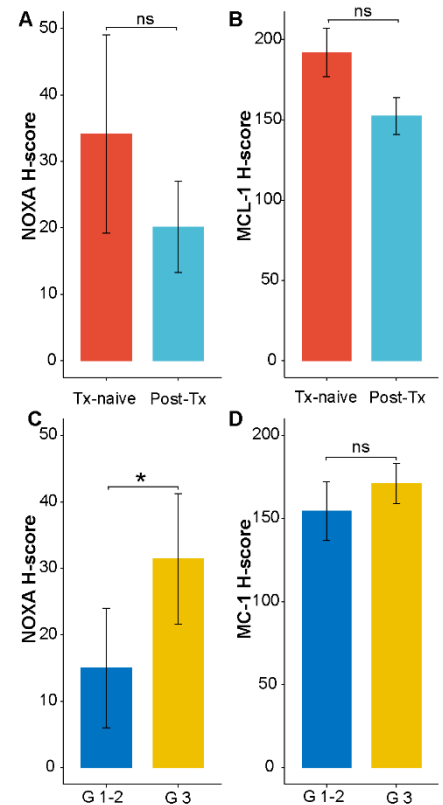 A
ns
NOXA H-score
50
40
30
20
10
0
Tx-naive Post-Tx
B
ns
MCL-1 H-score
200
150
100
50
0
Tx-naive Post-Tx
C
*
NOXA H-score
50
40
30
20
10
0
G 1-2 G 3
D
ns
MC-1 H-score
200
150
100
50
0
G 1-2 G 3